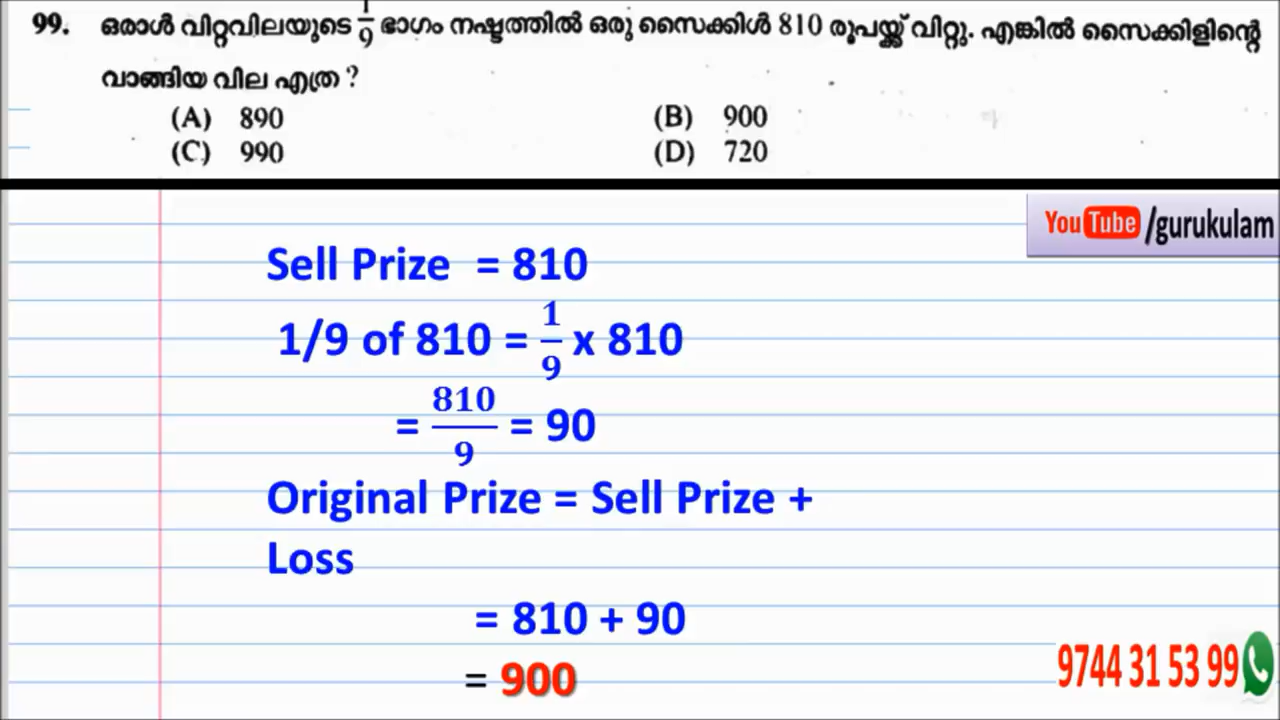 99. ഒരാൾ വിറ്റവിലയുടെ 1/9 ഭാഗം നഷ്ടത്തിൽ ഒരു സൈക്കിൾ 810 രൂപയ്ക്ക് വിറ്റു. എങ്കിൽ സൈക്കിളിന്റെ
വാങ്ങിയ വില എത്ര ?
(A) 890 (B) 900
(C) 990 (D) 720
YouTube /gurukulam
Sell Prize = 810
1/9 of 810 = 1/9 x 810
= 810/9 = 90
Original Prize = Sell Prize +
Loss
= 810 + 90
= 900
9744 31 53 99